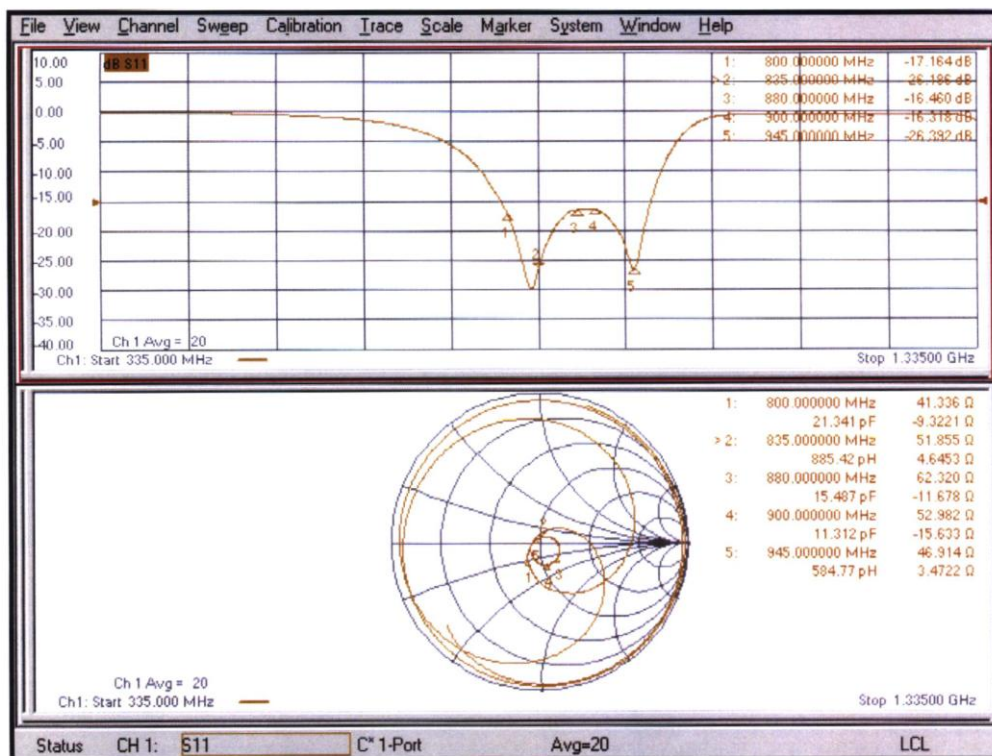 File View Channel Sweep Calibration Trace Scale Marker System Window Help
10.00
5.00
0.00
-5.00
-10.00
-15.00
-20.00
-25.00
-30.00
-35.00
-40.00
dB S11
1: 800.000000 MHz -17.164 dB
> 2: 835.000000 MHz -26.186 dB
3: 880.000000 MHz -16.460 dB
4: 900.000000 MHz -16.318 dB
5: 945.000000 MHz -26.392 dB
1
2
3
4
5
Ch 1 Avg = 20
Ch1: Start 335.000 MHz
Stop 1.33500 GHz
1: 800.000000 MHz 41.336 Ω
21.341 pF -9.3221 Ω
> 2: 835.000000 MHz 51.855 Ω
885.42 pH 4.6453 Ω
3: 880.000000 MHz 62.320 Ω
15.487 pF -11.678 Ω
4: 900.000000 MHz 52.982 Ω
11.312 pF -15.633 Ω
5: 945.000000 MHz 46.914 Ω
584.77 pH 3.4722 Ω
1
3
Ch 1 Avg = 20
Ch1: Start 335.000 MHz
Stop 1.33500 GHz
Status CH 1: S11 C* 1-Port Avg=20 LCL